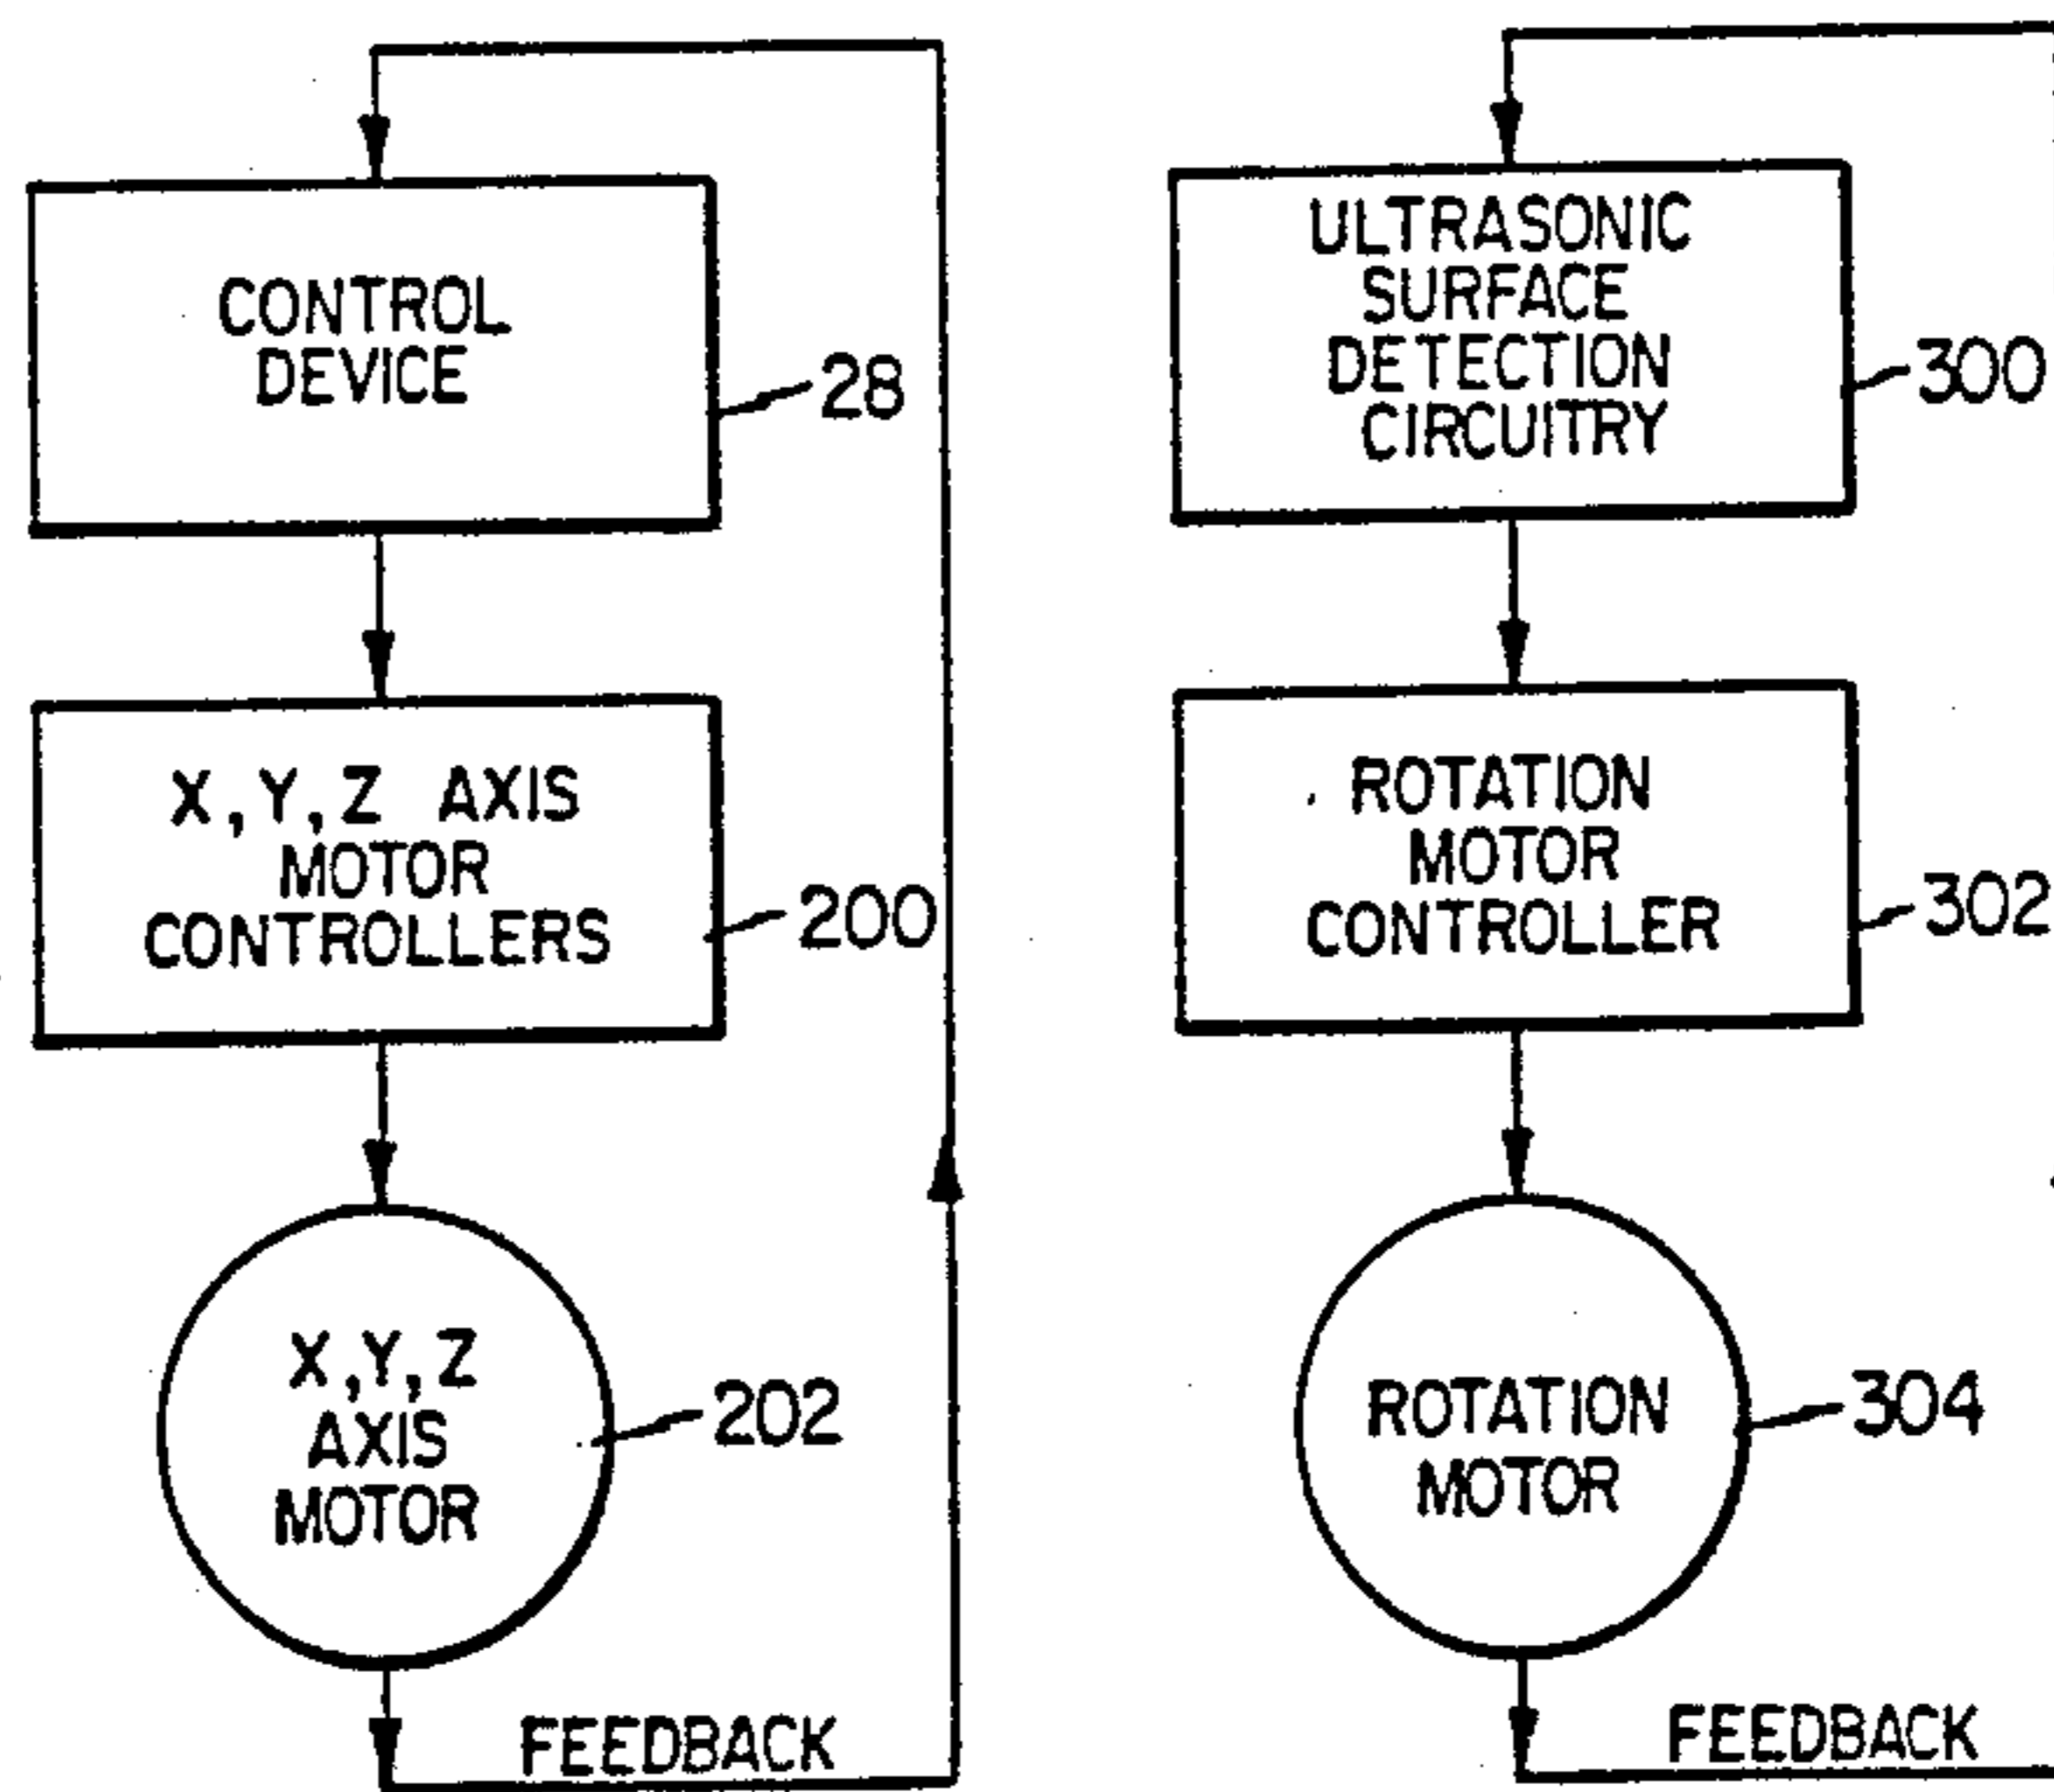 CONTROL
DEVICE
28
X, Y, Z AXIS
MOTOR
CONTROLLERS
200
X, Y, Z
AXIS
MOTOR
202
FEEDBACK
ULTRASONIC
SURFACE
DETECTION
CIRCUITRY
300
ROTATION
MOTOR
CONTROLLER
302
ROTATION
MOTOR
304
FEEDBACK